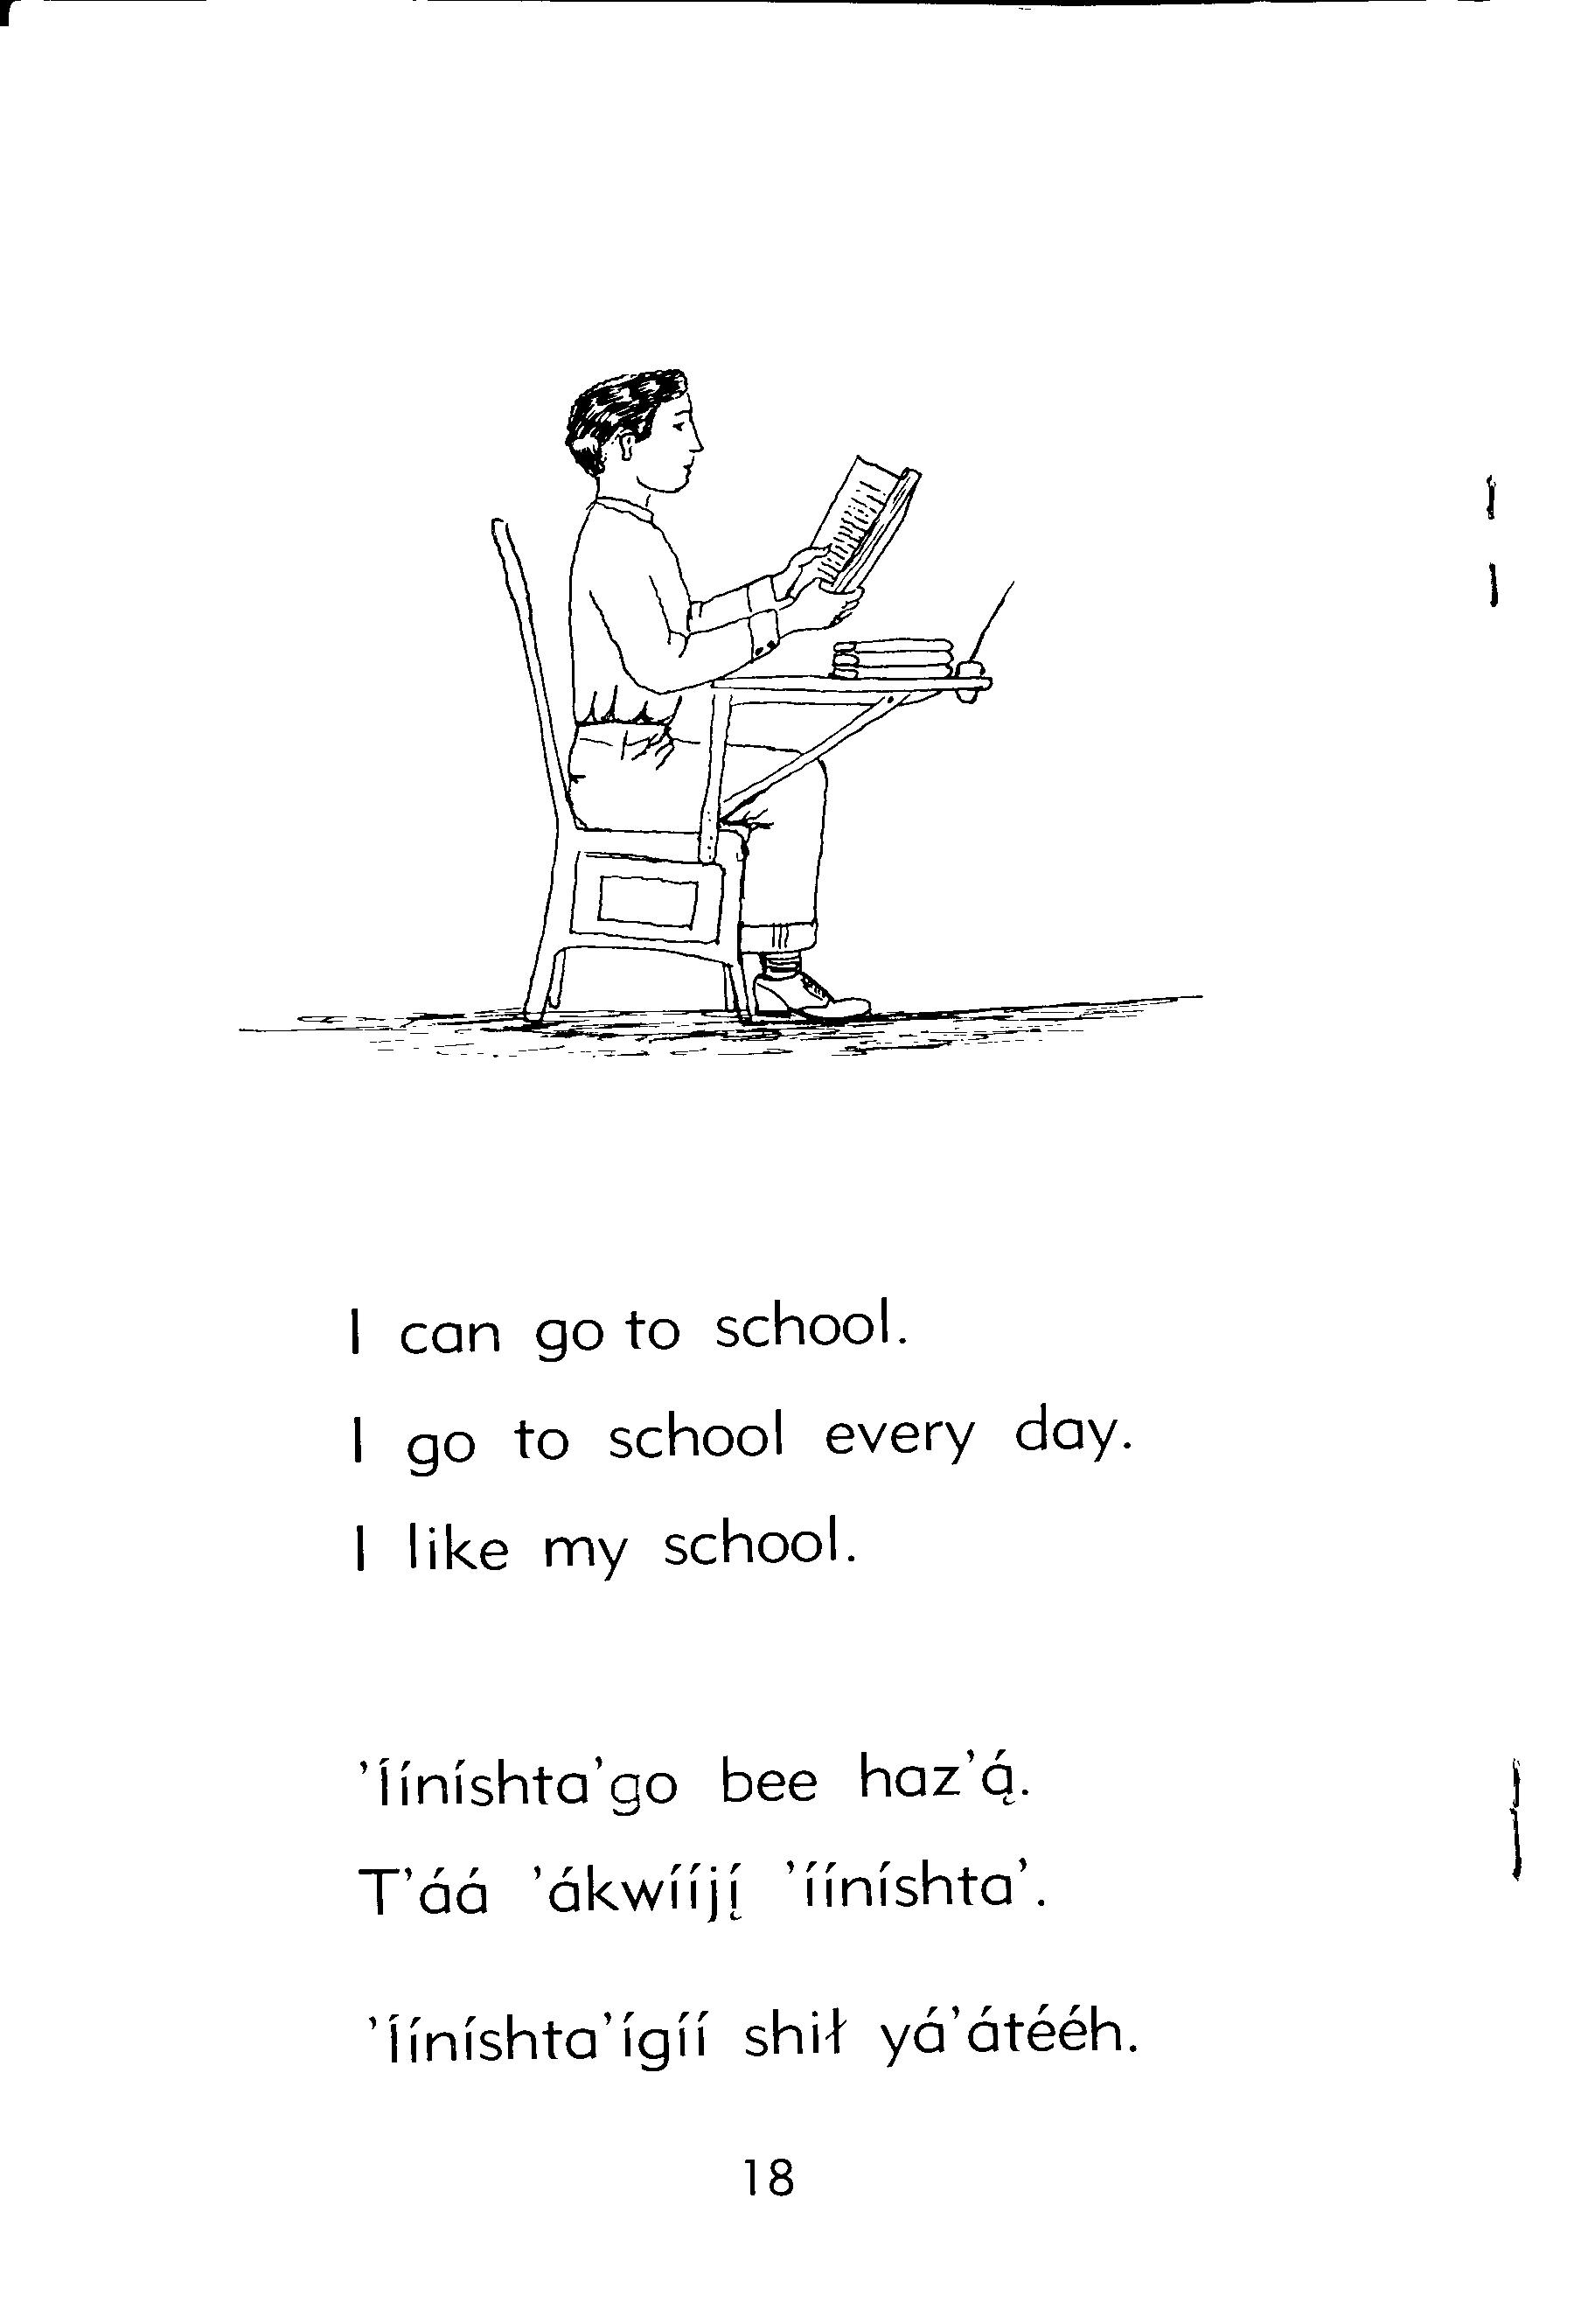 I can go to school.
I go to school every day.
I like my school.
’Ííníshta’go bee haz’ą́.
T’áá ’ákwííjį́ ’ííníshta’.
’Ííníshta’ígíí shił yá’átééh.
18